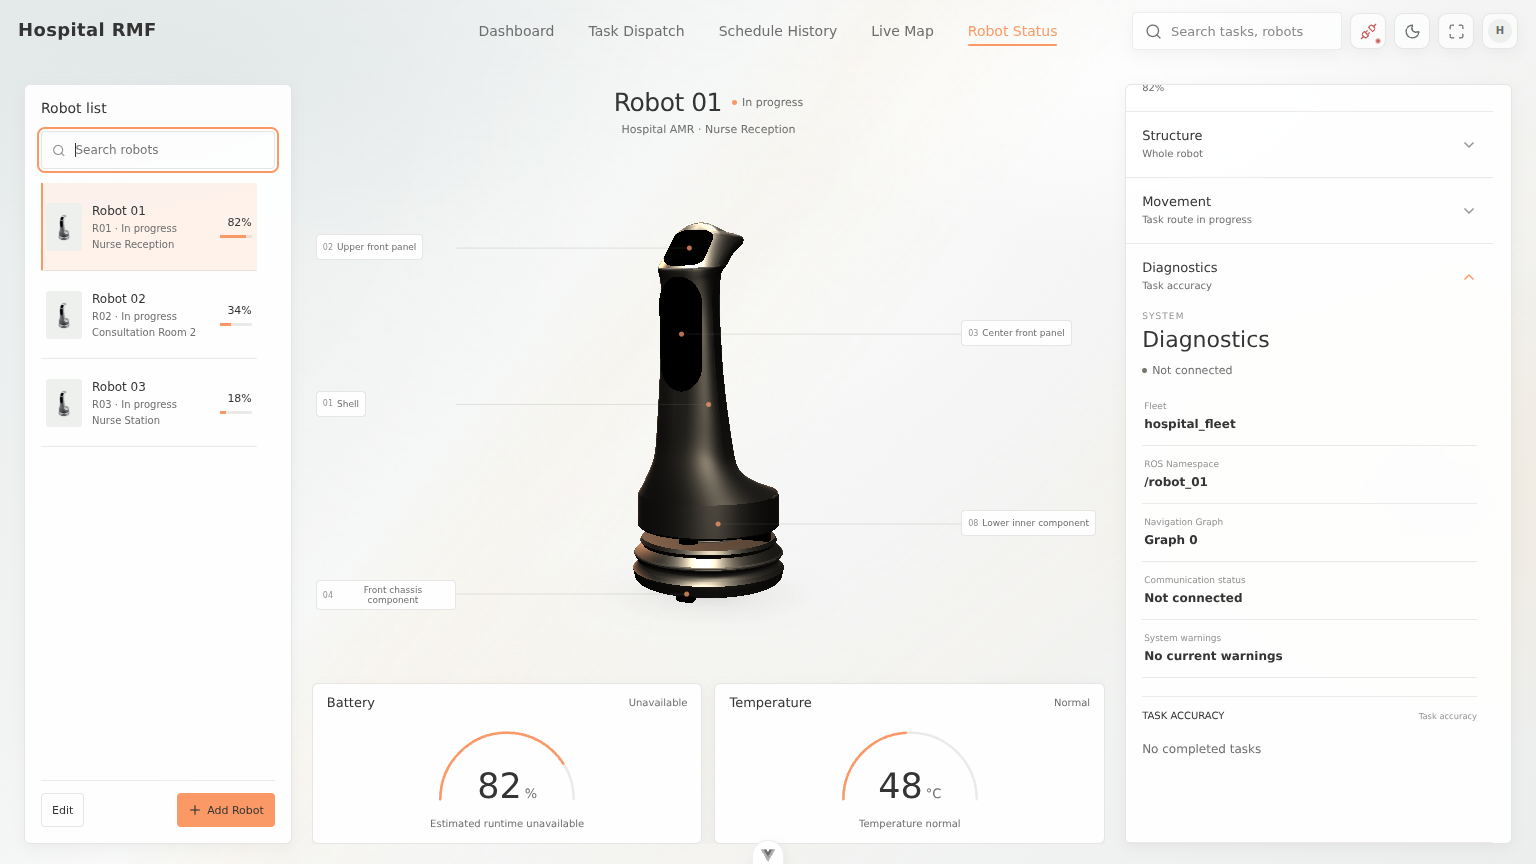 Hospital RMF
Dashboard
Task Dispatch
Schedule History
Live Map
Robot Status
Search tasks, robots
H
Robot list
Search robots
Robot 01
R01 · In progress
Nurse Reception
82%
Robot 02
R02 · In progress
Consultation Room 2
34%
Robot 03
R03 · In progress
Nurse Station
18%
Edit
Add Robot
Robot 01
In progress
Hospital AMR · Nurse Reception
02 Upper front panel
03 Center front panel
01 Shell
08 Lower inner component
04 Front chassis
component
Battery
Unavailable
82 %
Estimated runtime unavailable
Temperature
Normal
48 °C
Temperature normal
82%
Structure
Whole robot
Movement
Task route in progress
Diagnostics
Task accuracy
SYSTEM
Diagnostics
Not connected
Fleet
hospital_fleet
ROS Namespace
/robot_01
Navigation Graph
Graph 0
Communication status
Not connected
System warnings
No current warnings
TASK ACCURACY
Task accuracy
No completed tasks